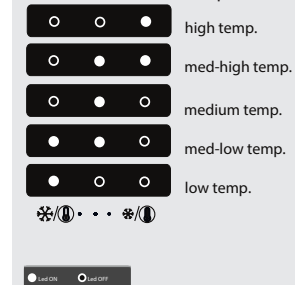 high temp.
med-high temp.
medium temp.
med-low temp.
low temp.
Led ON Led OFF